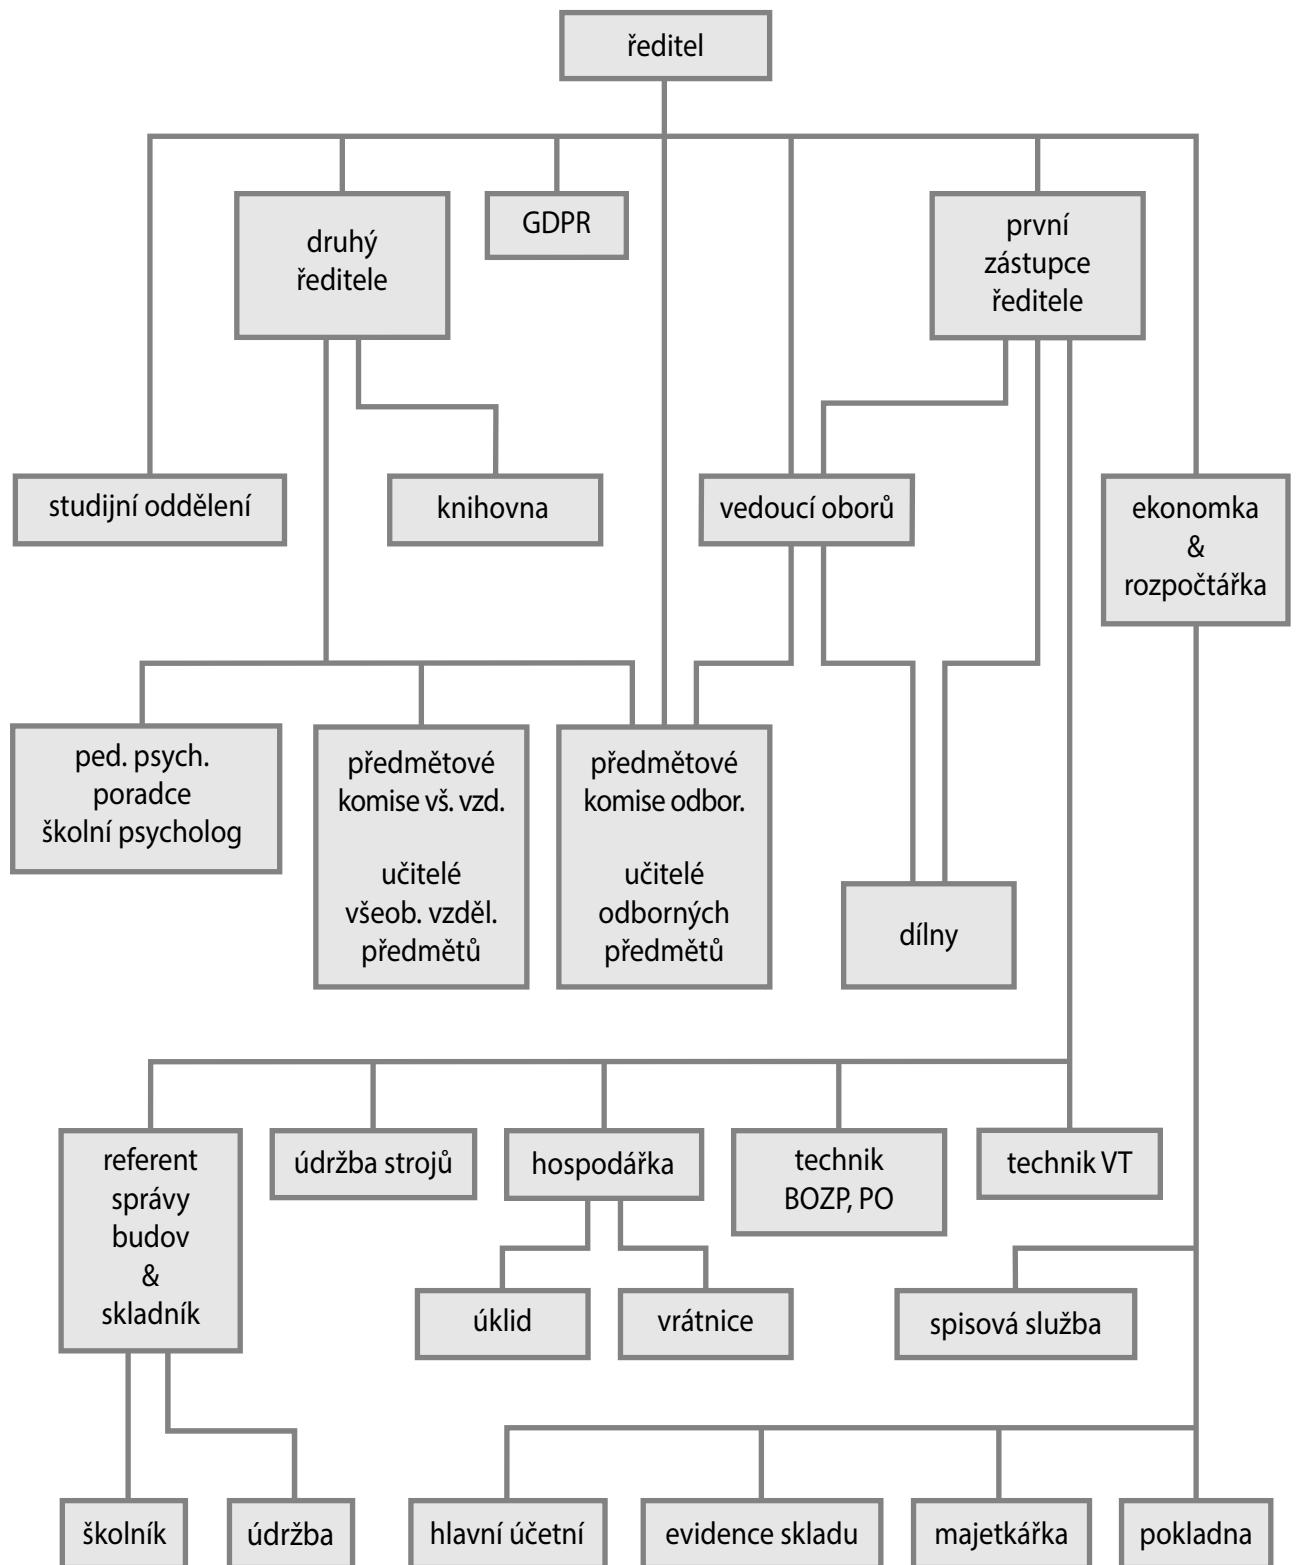 ředitel
druhý
ředitele
GDPR
první
zástupce
ředitele
studijní oddělení
knihovna
vedoucí oborů
ekonomka
&
rozpočtářka
ped. psych.
poradce
školní psycholog
předmětové
komise vš. vzd.
učitelé
všeob. vzděl.
předmětů
předmětové
komise odbor.
učitelé
odborných
předmětů
dílny
referent
správy
budov
&
skladník
údržba strojů
hospodářka
technik
BOZP, PO
technik VT
úklid
vrátnice
spisová služba
školník
údržba
hlavní účetní
evidence skladu
majetkářka
pokladna